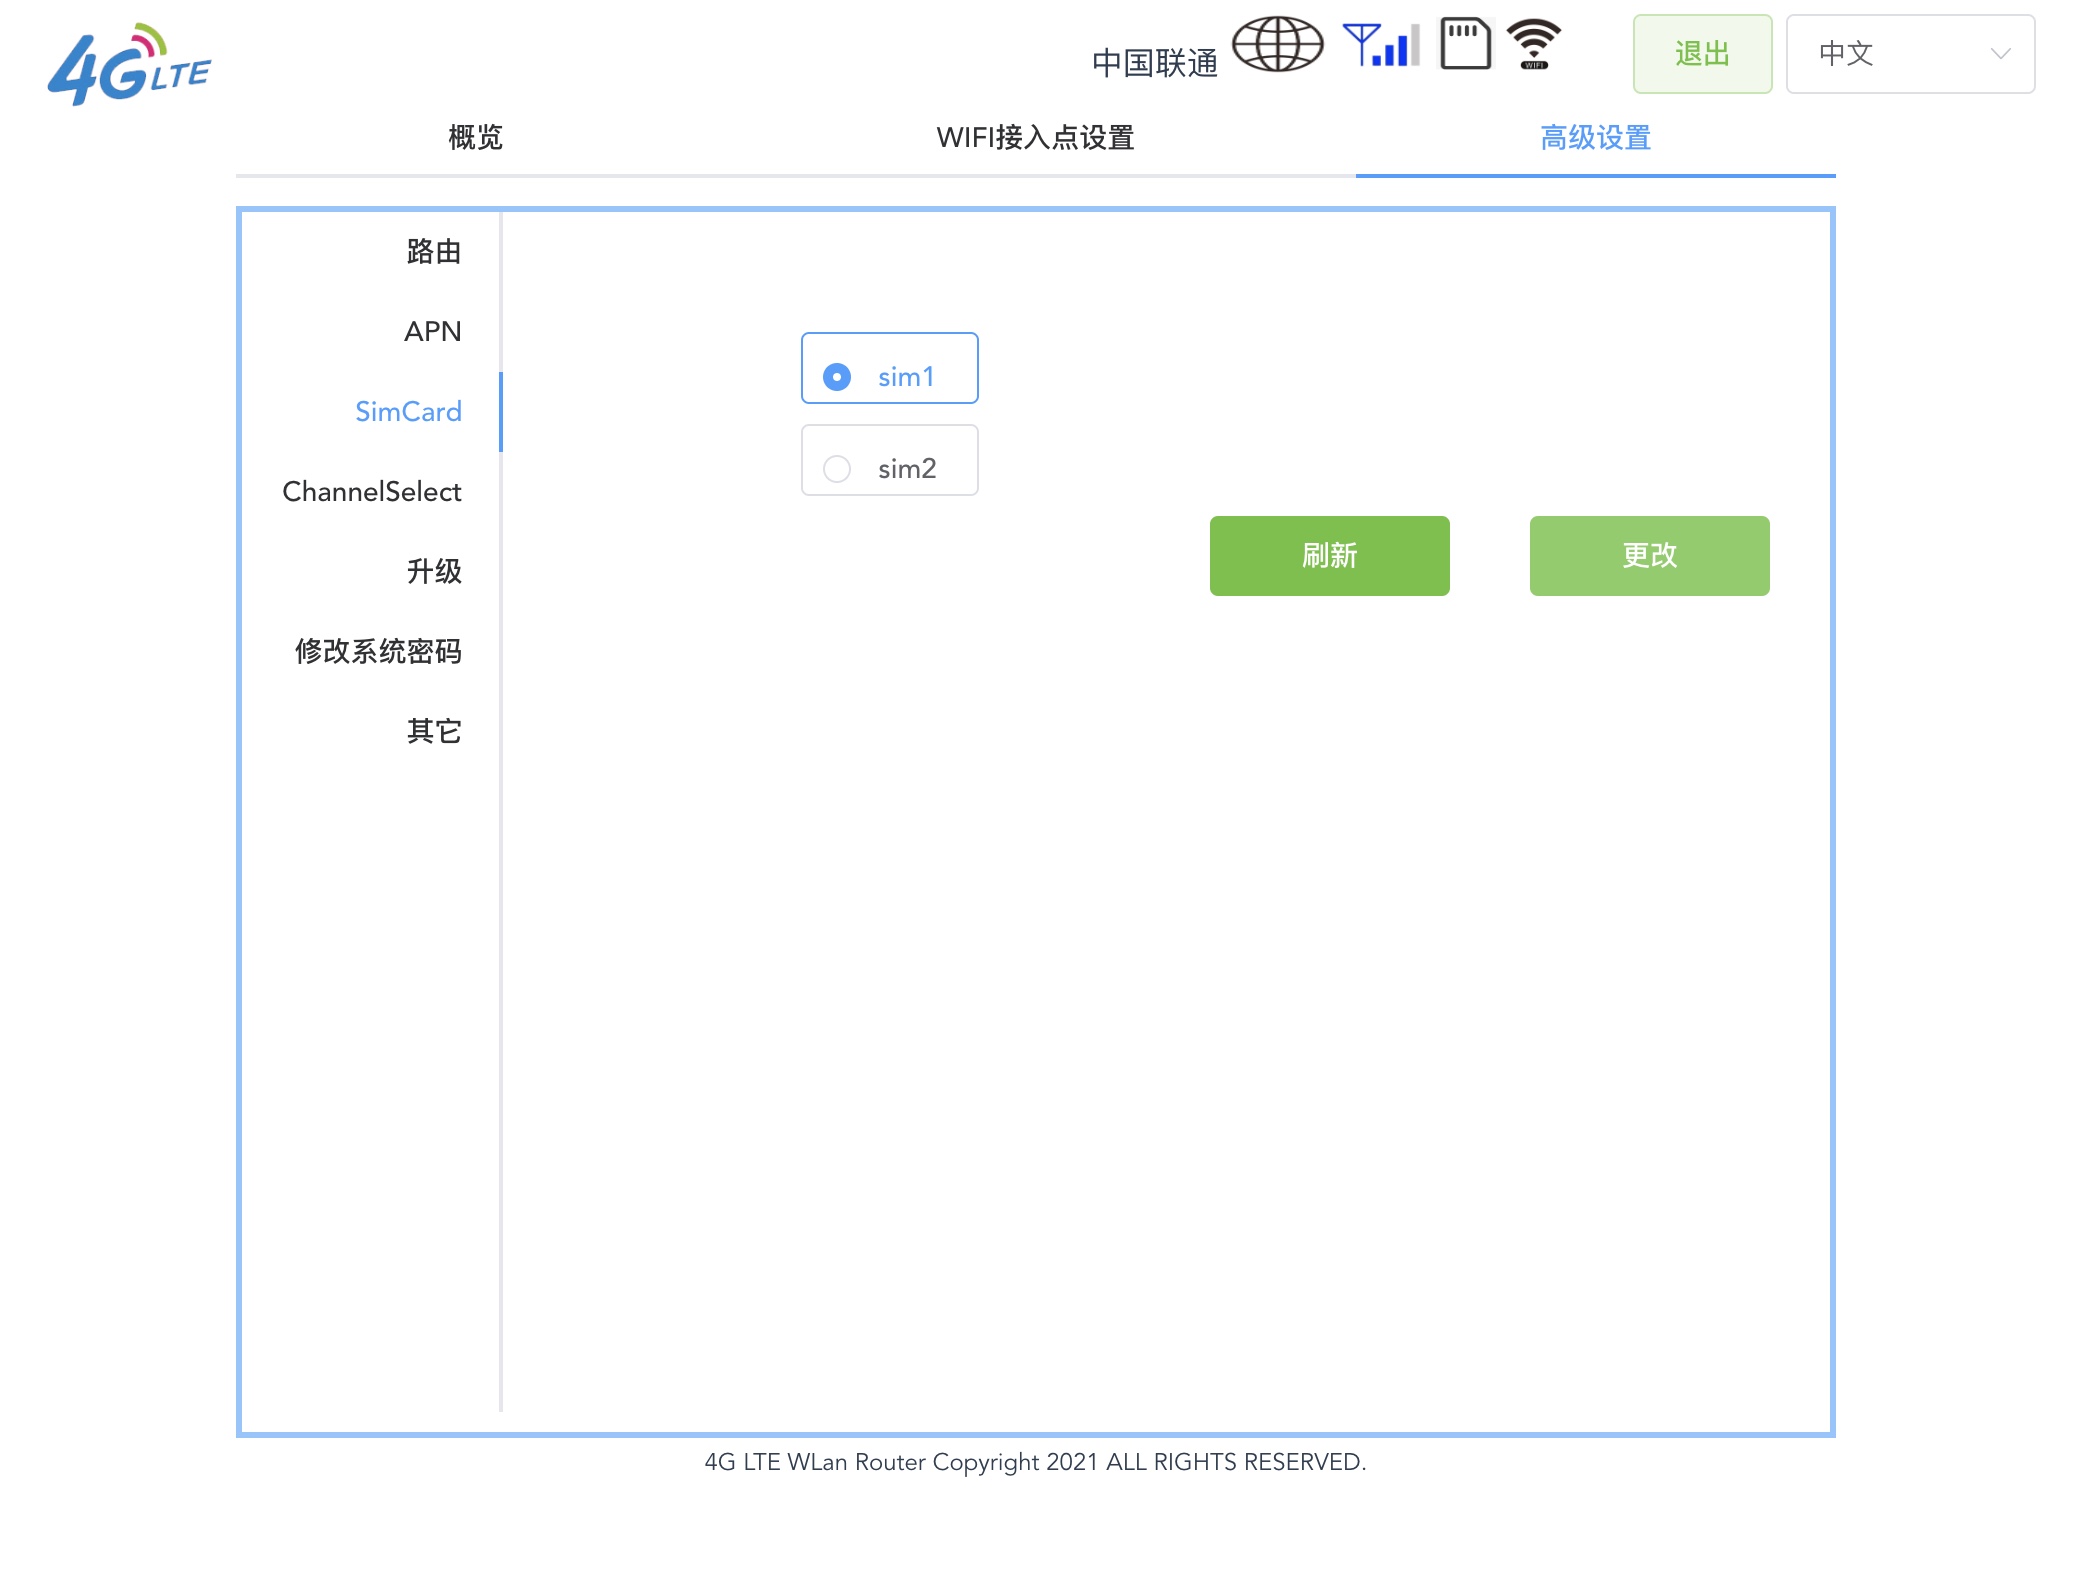 4G LTE
中国联通
WIFI
退出
中文
概览
WIFI接入点设置
高级设置
路由
APN
SimCard
ChannelSelect
升级
修改系统密码
其它
sim1
sim2
刷新
更改
4G LTE WLan Router Copyright 2021 ALL RIGHTS RESERVED.